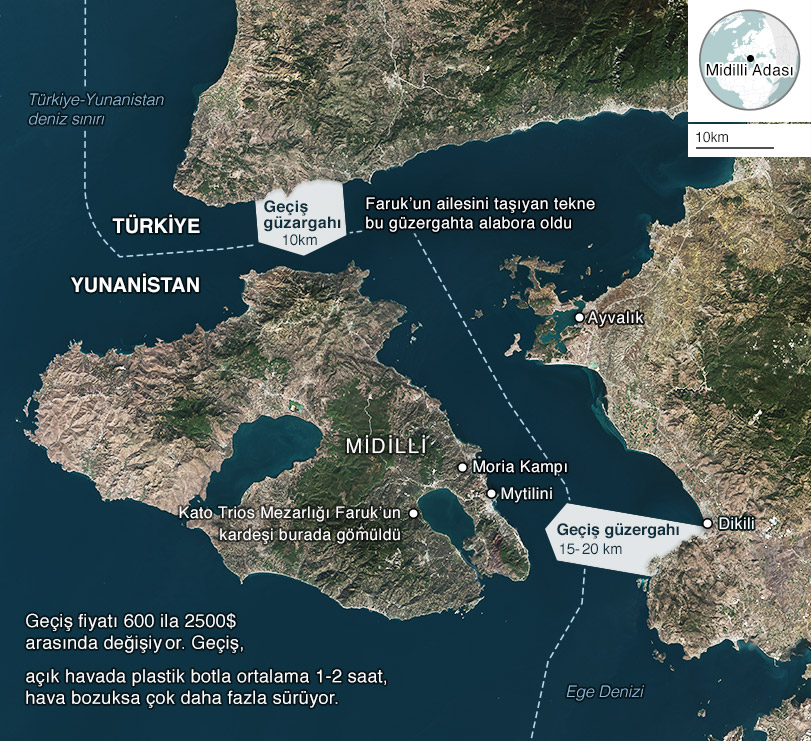 Midilli Adası
10km
Türkiye-Yunanistan
deniz sınırı
TÜRKİYE
YUNANİSTAN
Geçiş
güzargahı
10km
Faruk'un ailesini taşıyan tekne
bu güzergahta alabora oldu
Ayvalık
MİDİLLİ
Moria Kampı
Mytilini
Kato Trios Mezarlığı Faruk'un
kardeşi burada gömüldü
Geçiş güzergahı
15-20 km
Dikili
Geçiş fiyatı 600 ila 2500$
arasında değişiyor. Geçiş,
açık havada plastik botla ortalama 1-2 saat,
hava bozuksa çok daha fazla sürüyor.
Ege Denizi